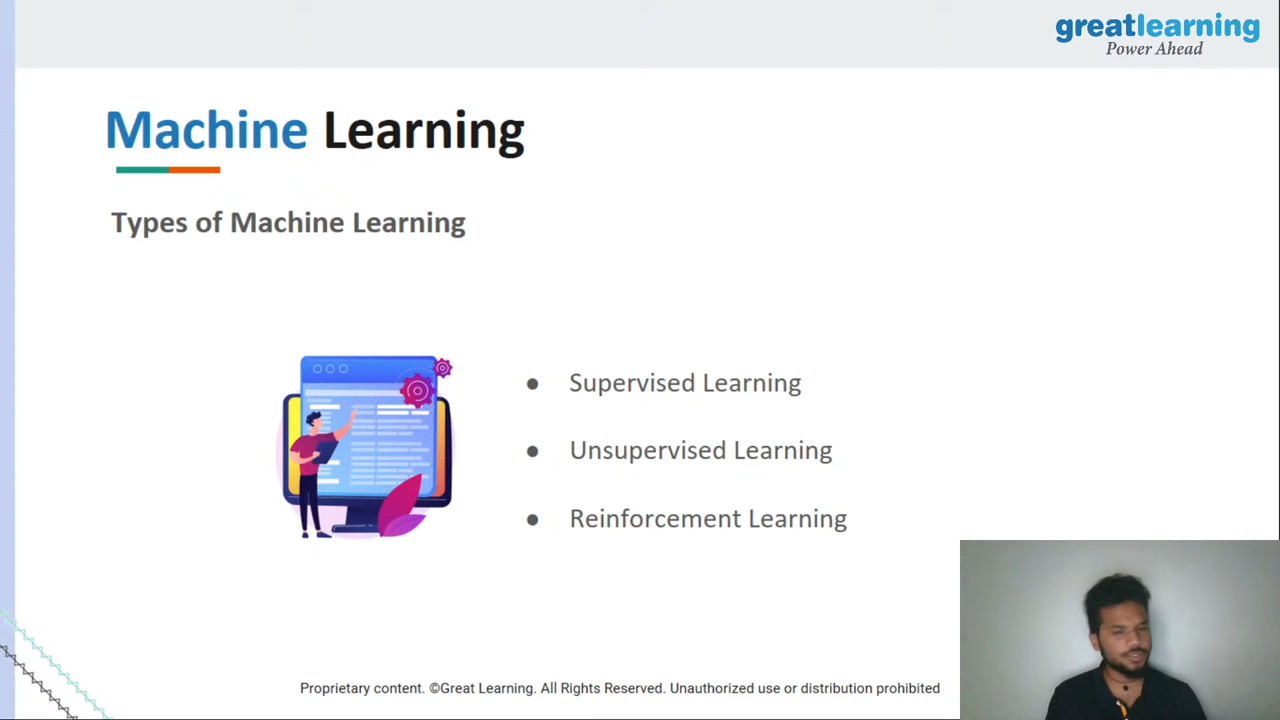 greatlearning
Power Ahead
Machine Learning
Types of Machine Learning
● Supervised Learning
● Unsupervised Learning
● Reinforcement Learning
Proprietary content. ©Great Learning. All Rights Reserved. Unauthorized use or distribution prohibited